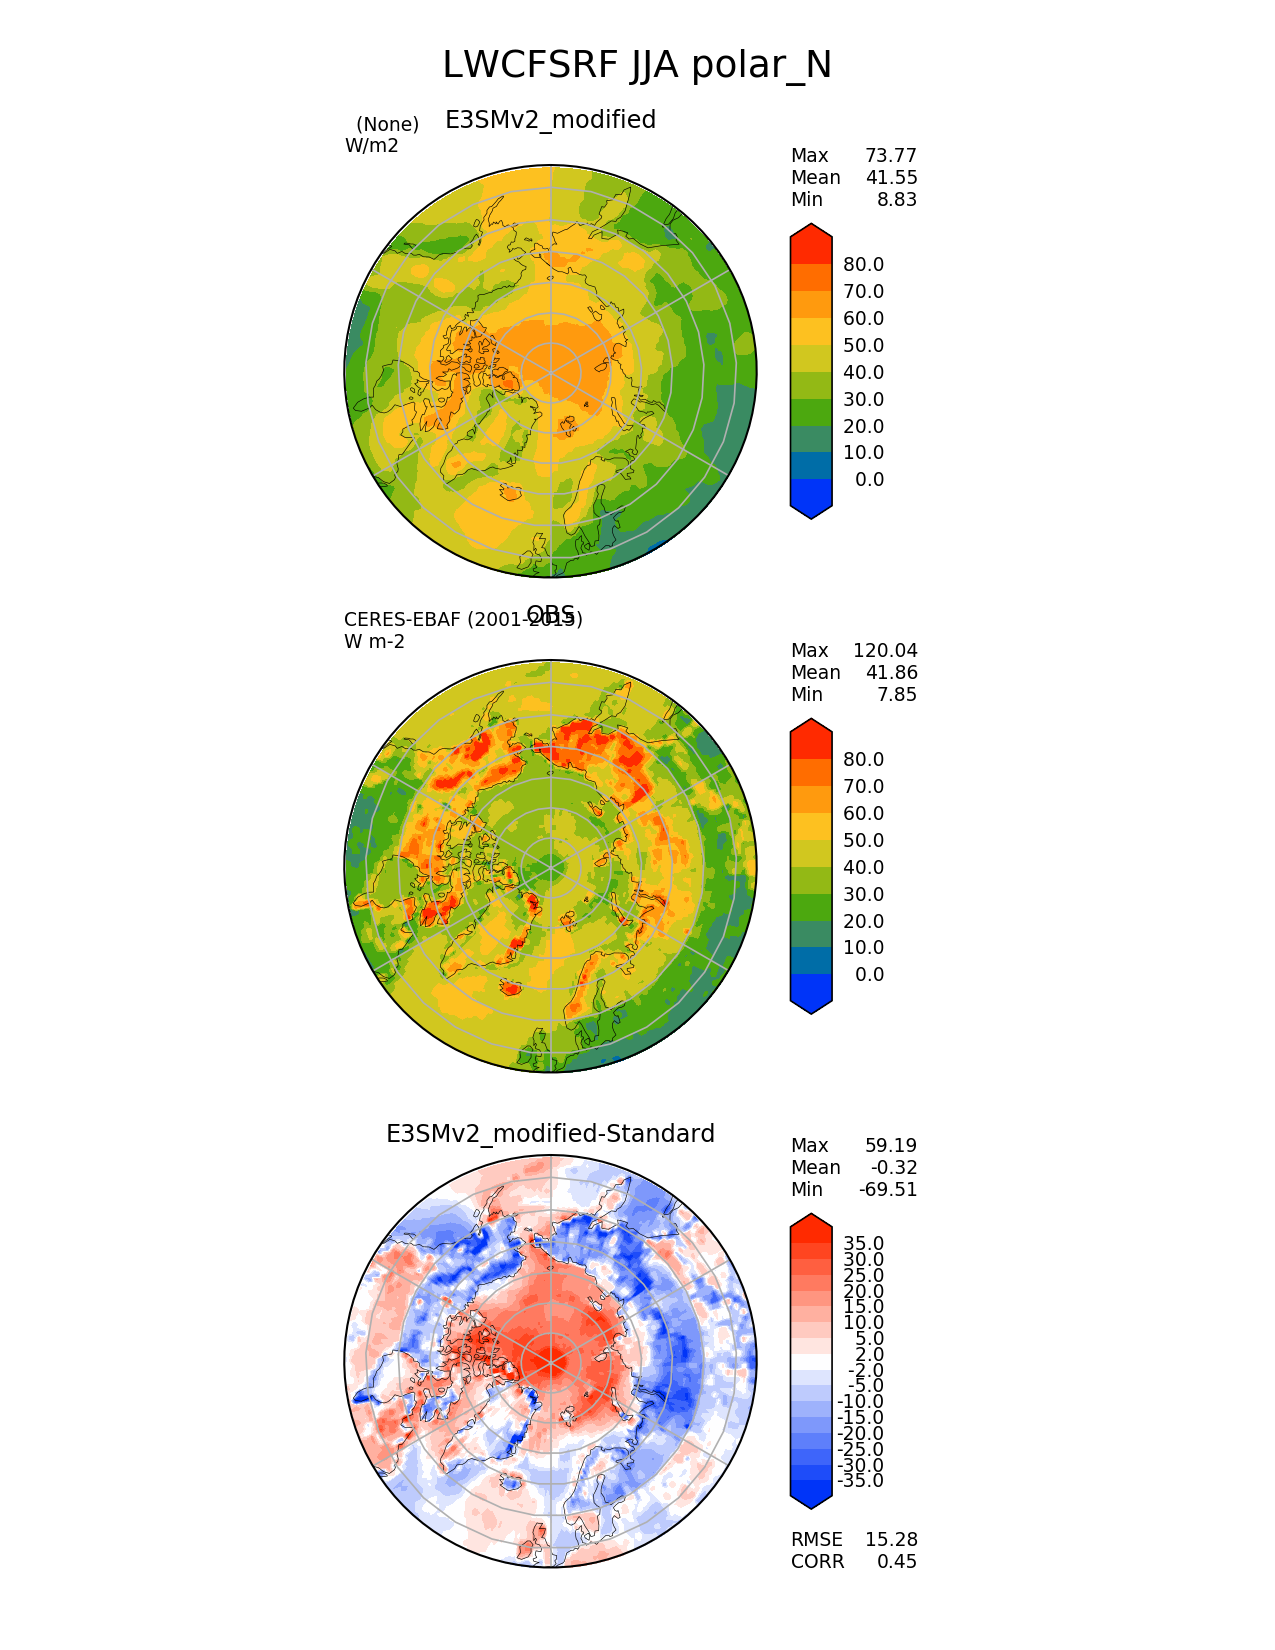 LWCFSRF JJA polar_N
(None) E3SMv2_modified
W/m2
Max 73.77
Mean 41.55
Min 8.83
80.0
70.0
60.0
50.0
40.0
30.0
20.0
10.0
0.0
OBS
CERES-EBAF (2001-2015)
W m-2
Max 120.04
Mean 41.86
Min 7.85
80.0
70.0
60.0
50.0
40.0
30.0
20.0
10.0
0.0
E3SMv2_modified-Standard
Max 59.19
Mean -0.32
Min -69.51
35.0
30.0
25.0
20.0
15.0
10.0
5.0
2.0
-2.0
-5.0
-10.0
-15.0
-20.0
-25.0
-30.0
-35.0
RMSE 15.28
CORR 0.45